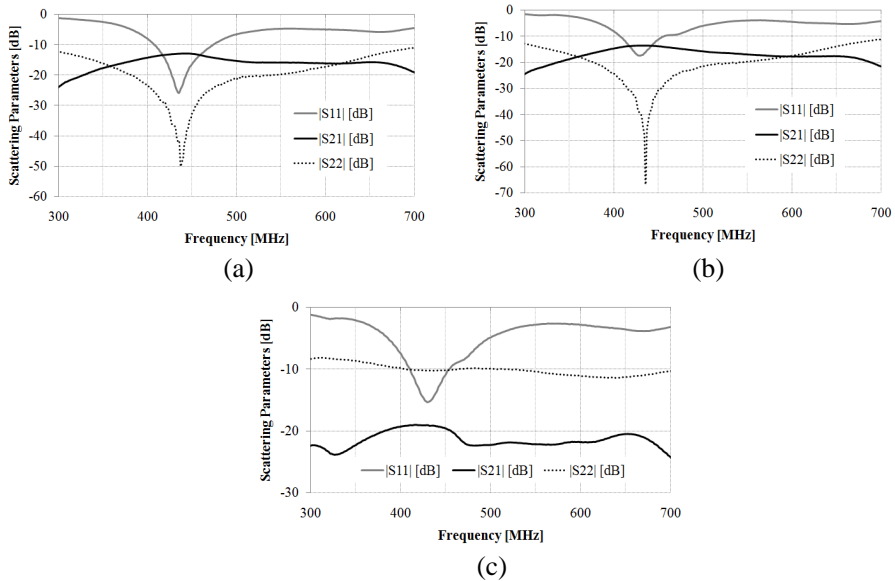 Scattering Parameters [dB]
0
-10
-20
-30
-40
-50
-60
|S11| [dB]
|S21| [dB]
|S22| [dB]
300 400 500 600 700
Frequency [MHz]
(a)
Scattering Parameters [dB]
0
-10
-20
-30
-40
-50
-60
-70
|S11| [dB]
|S21| [dB]
|S22| [dB]
300 400 500 600 700
Frequency [MHz]
(b)
Scattering Parameters [dB]
0
-10
-20
-30
|S11| [dB] |S21| [dB] |S22| [dB]
300 400 500 600 700
Frequency [MHz]
(c)